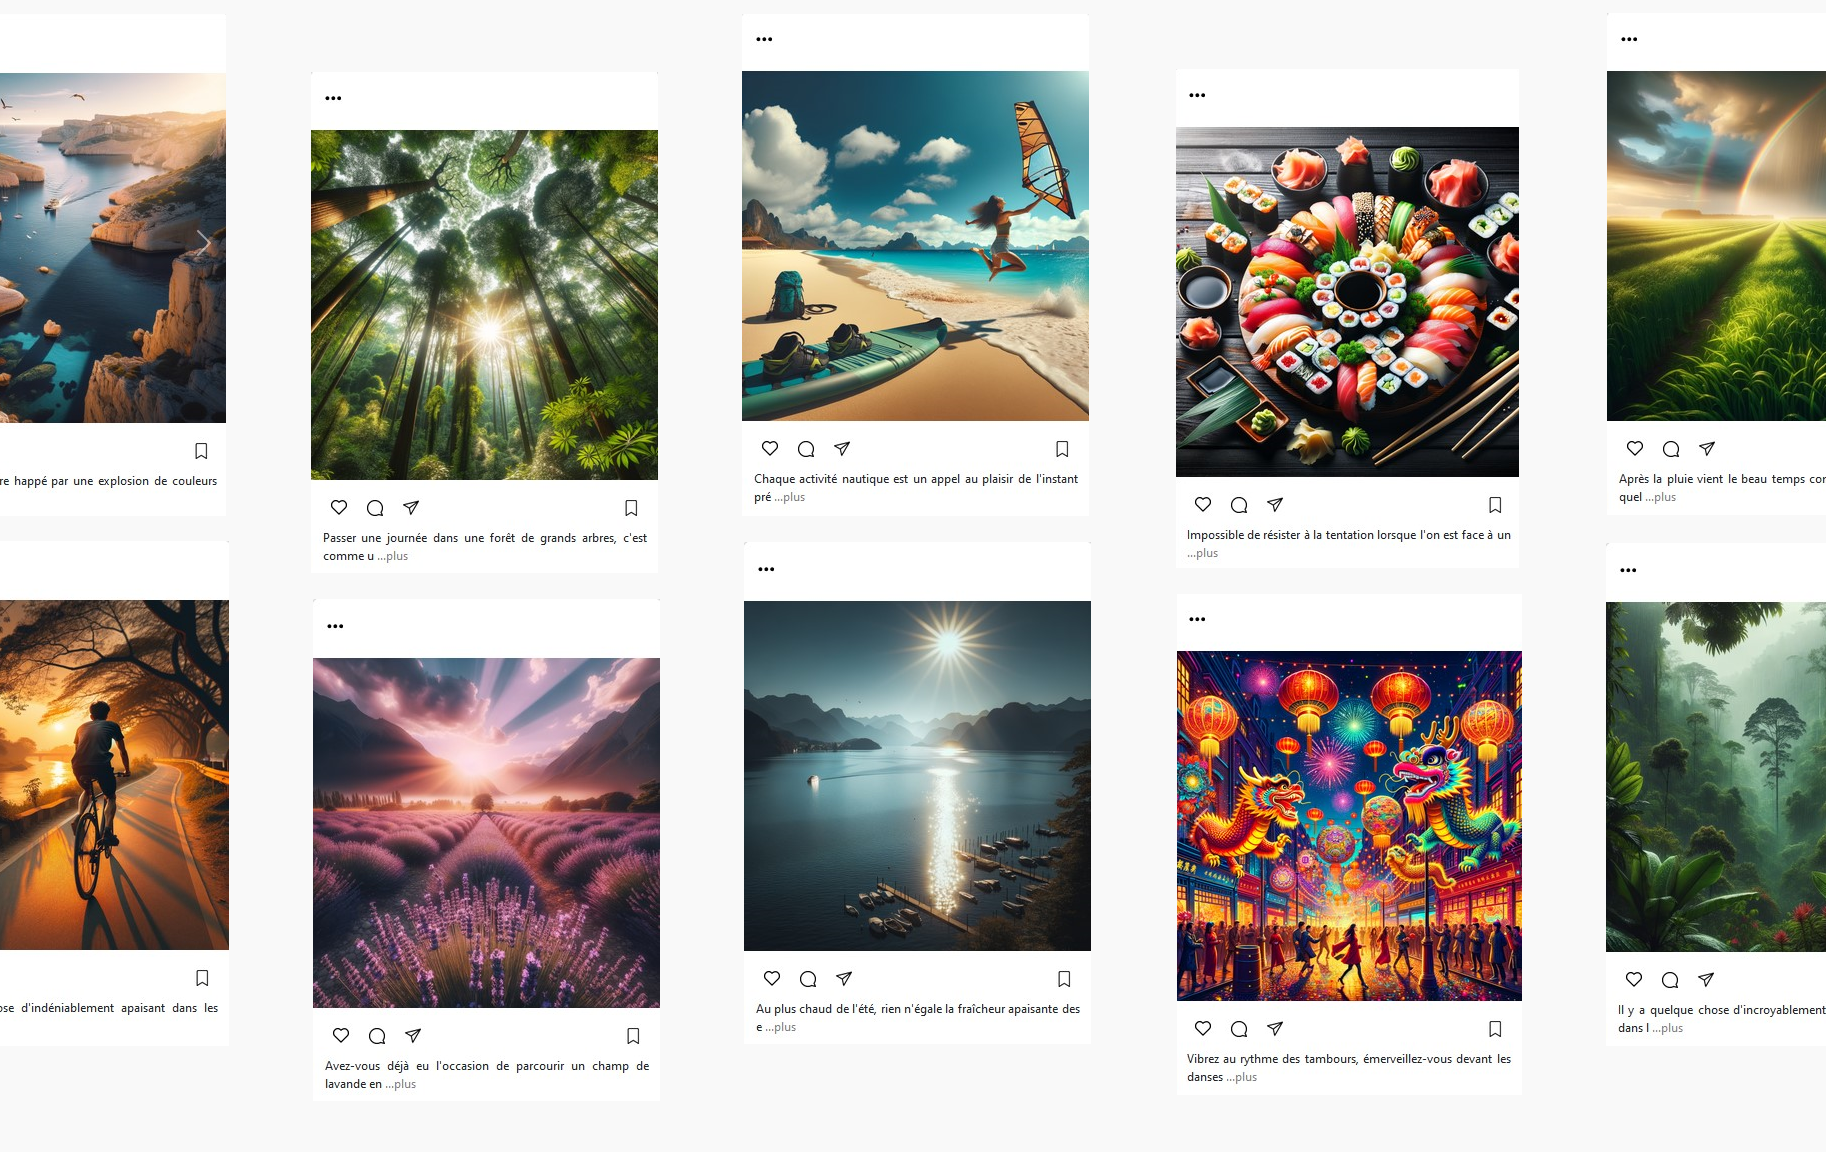 re happé par une explosion de couleurs
ose d'indéniablement apaisant dans les
Passer une journée dans une forêt de grands arbres, c'est
comme u ...plus
Avez-vous déjà eu l'occasion de parcourir un champ de
lavande en ...plus
Chaque activité nautique est un appel au plaisir de l'instant
pré ...plus
Au plus chaud de l'été, rien n'égale la fraîcheur apaisante des
e ...plus
Impossible de résister à la tentation lorsque l'on est face à un
...plus
Vibrez au rythme des tambours, émerveillez-vous devant les
danses ...plus
Après la pluie vient le beau temps cor
quel ...plus
Il y a quelque chose d'incroyablement
dans l ...plus